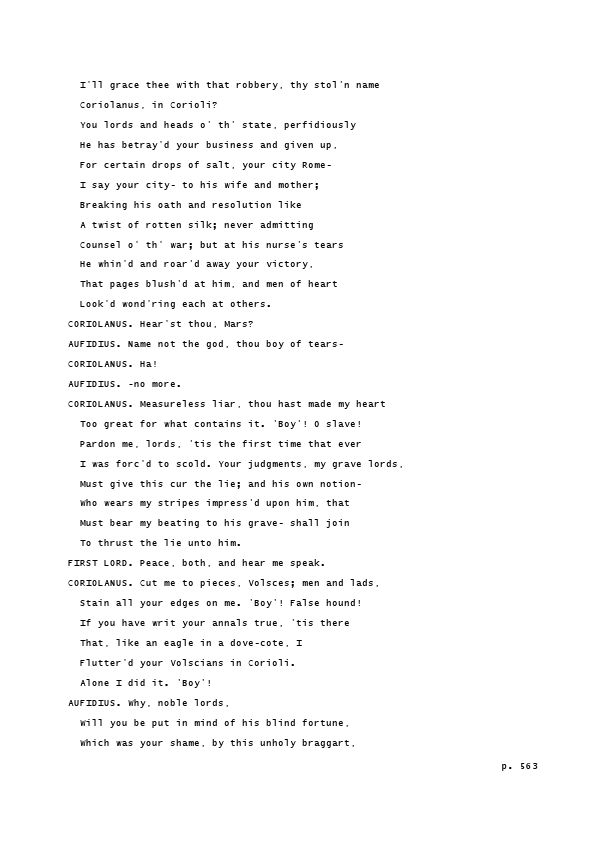 I'll grace thee with that robbery, thy stol'n name
Coriolanus, in Corioli?
You lords and heads o' th' state, perfidiously
He has betray'd your business and given up,
For certain drops of salt, your city Rome-
I say your city- to his wife and mother;
Breaking his oath and resolution like
A twist of rotten silk; never admitting
Counsel o' th' war; but at his nurse's tears
He whin'd and roar'd away your victory,
That pages blush'd at him, and men of heart
Look'd wond'ring each at others.
CORIOLANUS. Hear'st thou, Mars?
AUFIDIUS. Name not the god, thou boy of tears-
CORIOLANUS. Ha!
AUFIDIUS. -no more.
CORIOLANUS. Measureless liar, thou hast made my heart
Too great for what contains it. 'Boy'! O slave!
Pardon me, lords, 'tis the first time that ever
I was forc'd to scold. Your judgments, my grave lords,
Must give this cur the lie; and his own notion-
Who wears my stripes impress'd upon him, that
Must bear my beating to his grave- shall join
To thrust the lie unto him.
FIRST LORD. Peace, both, and hear me speak.
CORIOLANUS. Cut me to pieces, Volsces; men and lads,
Stain all your edges on me. 'Boy'! False hound!
If you have writ your annals true, 'tis there
That, like an eagle in a dove-cote, I
Flutter'd your Volscians in Corioli.
Alone I did it. 'Boy'!
AUFIDIUS. Why, noble lords,
Will you be put in mind of his blind fortune,
Which was your shame, by this unholy braggart,
p. 563